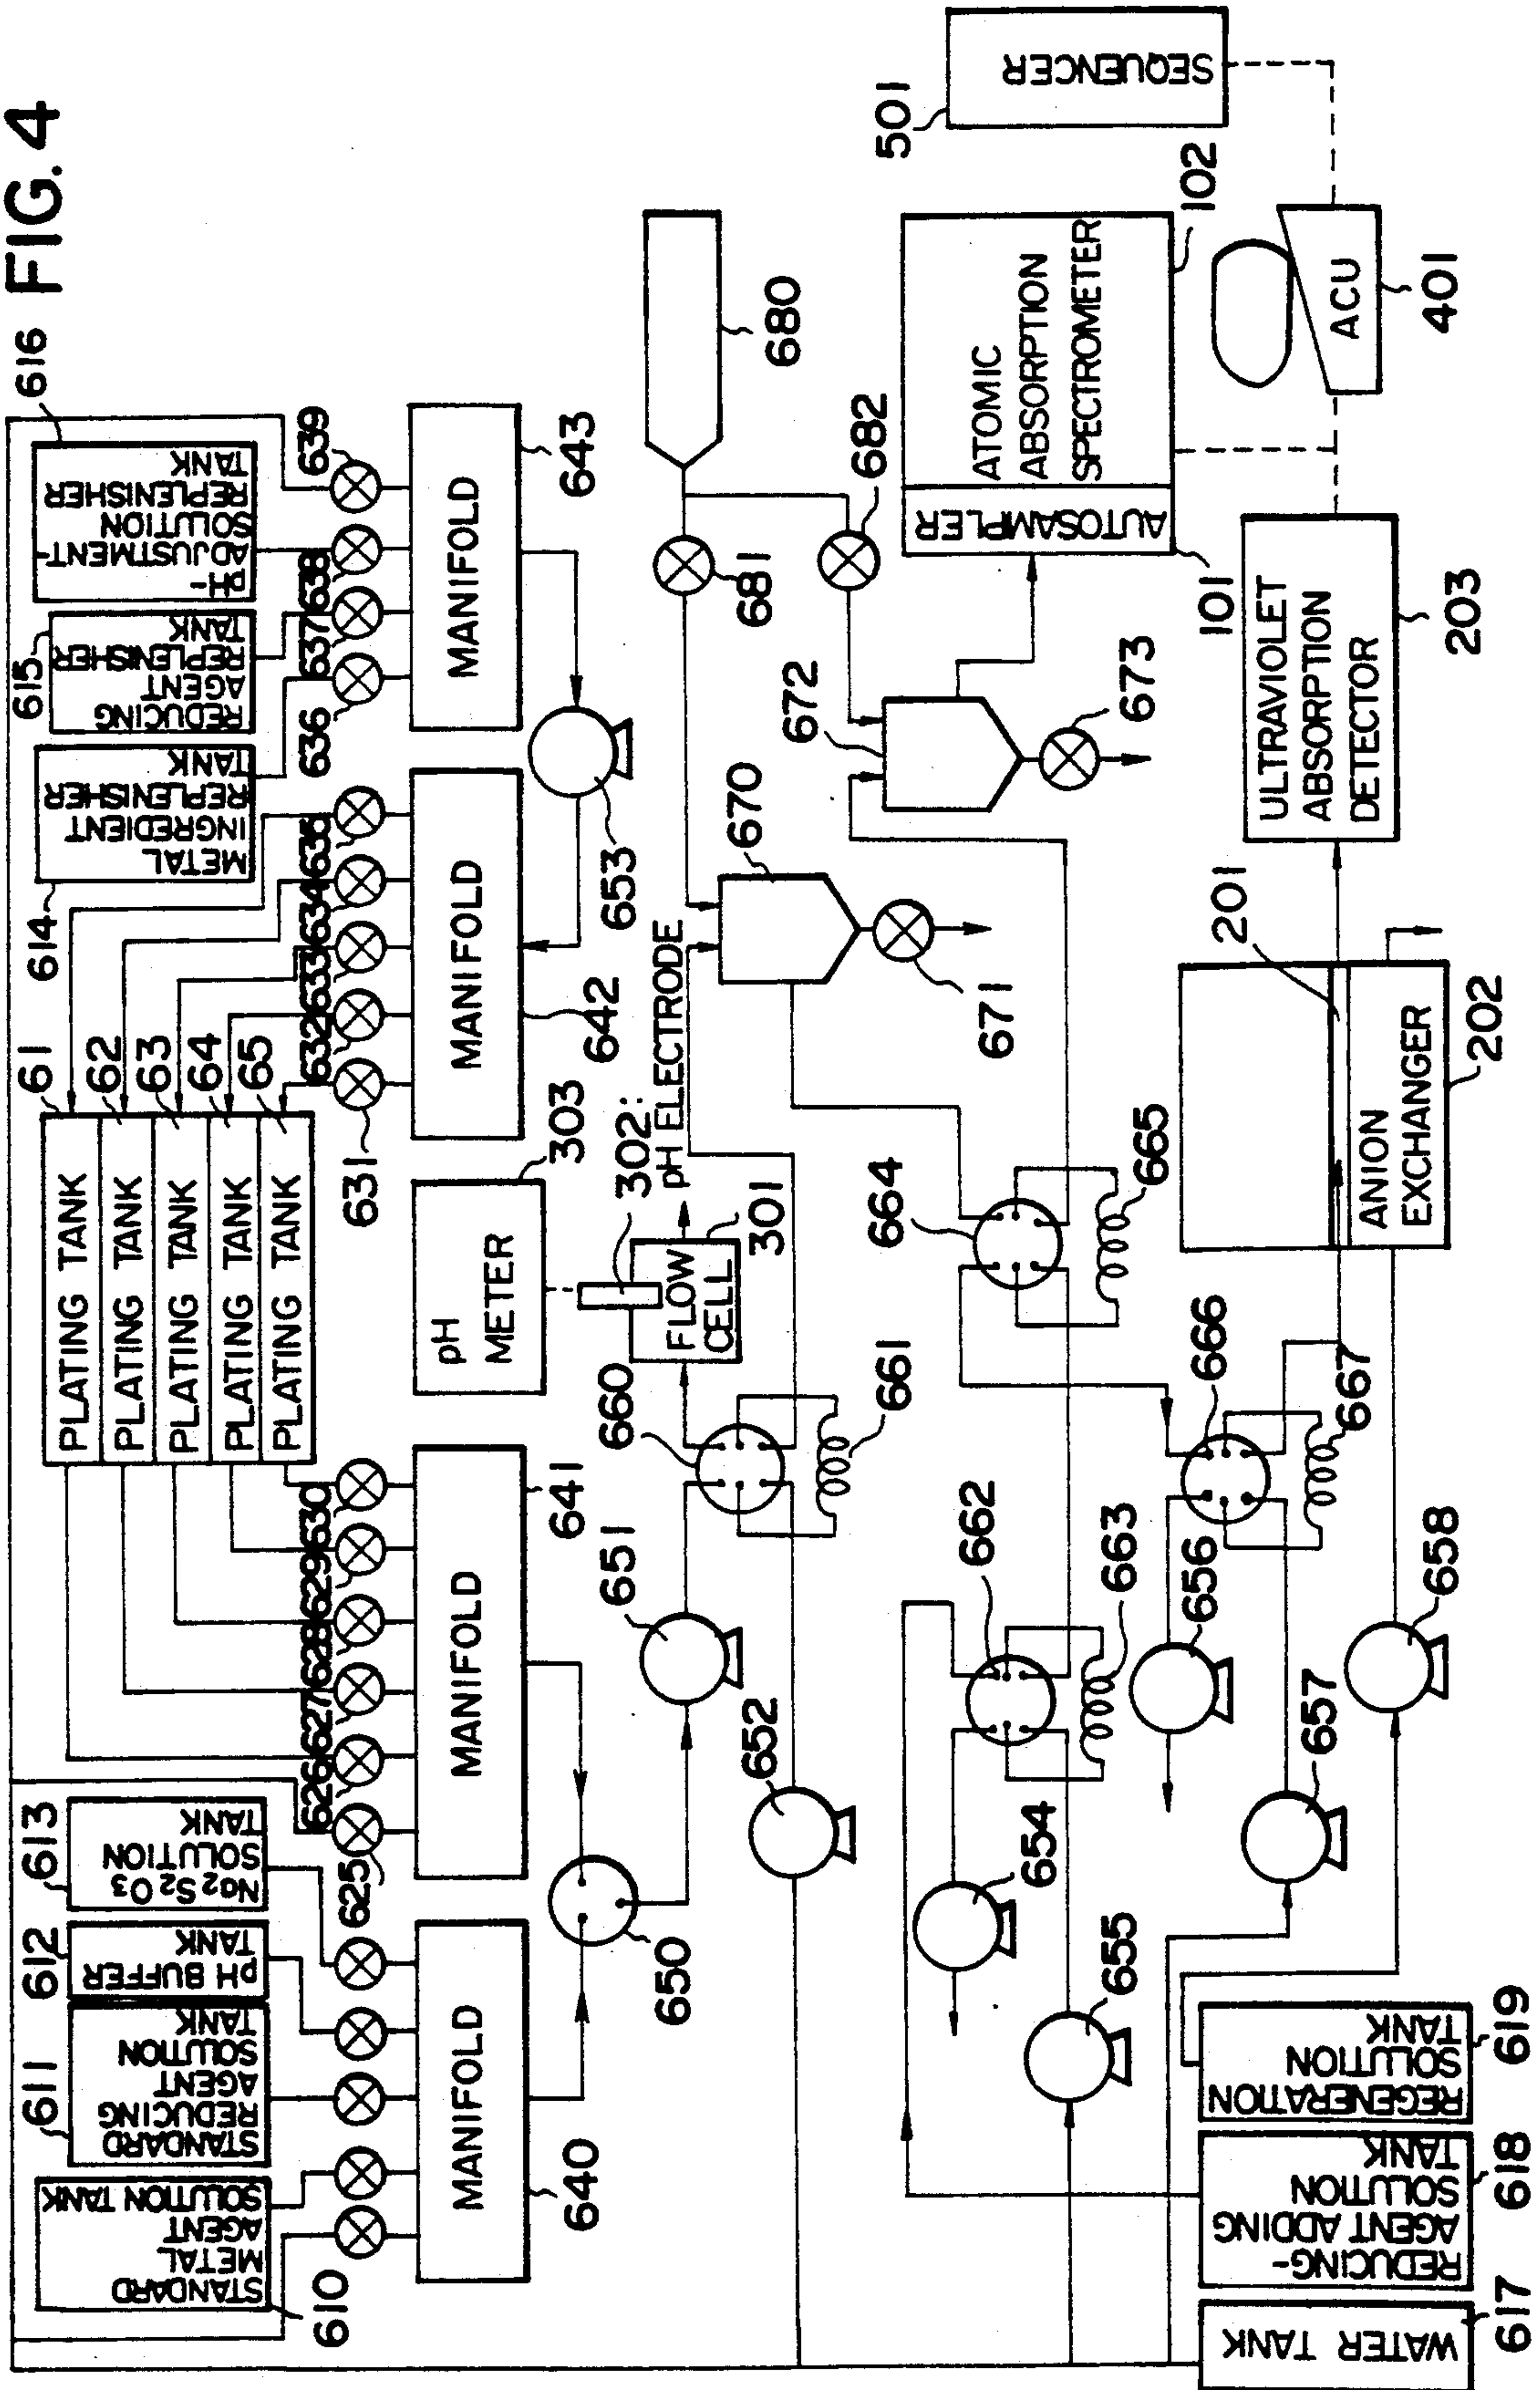 FIG. 4
610
STANDARD
METAL
AGENT
SOLUTION TANK
611
STANDARD
REDUCING
AGENT
SOLUTION
TANK
612
pH BUFFER
TANK
613
Na2S2O3
SOLUTION
TANK
PLATING TANK
PLATING TANK
PLATING TANK
PLATING TANK
PLATING TANK
61
62
63
64
65
614
METAL
INGREDIENT
REPLENISHER
TANK
615
REDUCING
AGENT
REPLENISHER
TANK
616
pH-
ADJUSTMENT-
SOLUTION
REPLENISHER
TANK
625
626
627
628
629
630
631
632
633
634
635
636
637
638
639
MANIFOLD
640
MANIFOLD
641
pH
METER
303
MANIFOLD
642
MANIFOLD
643
650
651
660
FLOW
CELL
301
302:
pH ELECTRODE
653
652
661
670
671
681
680
682
654
655
662
663
664
665
672
673
ATOMIC
ABSORPTION
SPECTROMETER
AUTOSAMPLER
101
102
501
SEQUENCER
656
657
658
666
667
201
ANION
EXCHANGER
202
ULTRAVIOLET
ABSORPTION
DETECTOR
203
ACU
401
WATER TANK
617
REDUCING-
AGENT ADDING
SOLUTION
TANK
618
REGENERATION
SOLUTION
TANK
619